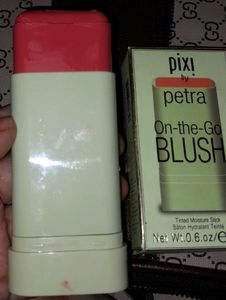 pixi
by
petra
On-the-Go
BLUSH
Tinted Moisture Stick
Bâton Hydratant Teinté
Net Wt. 0.6 oz/